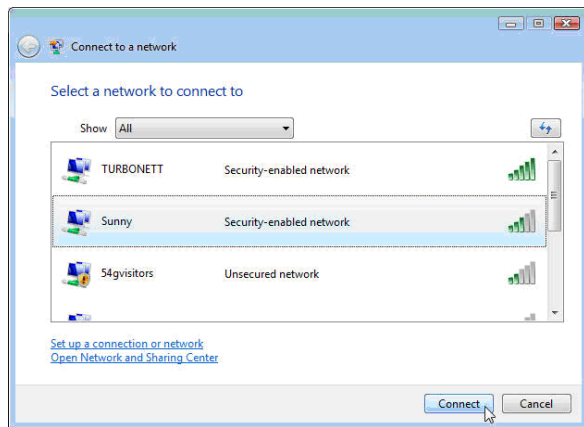 Connect to a network
Select a network to connect to
Show All
TURBONETT Security-enabled network
Sunny Security-enabled network
54gvisitors Unsecured network
Set up a connection or network
Open Network and Sharing Center
Connect Cancel